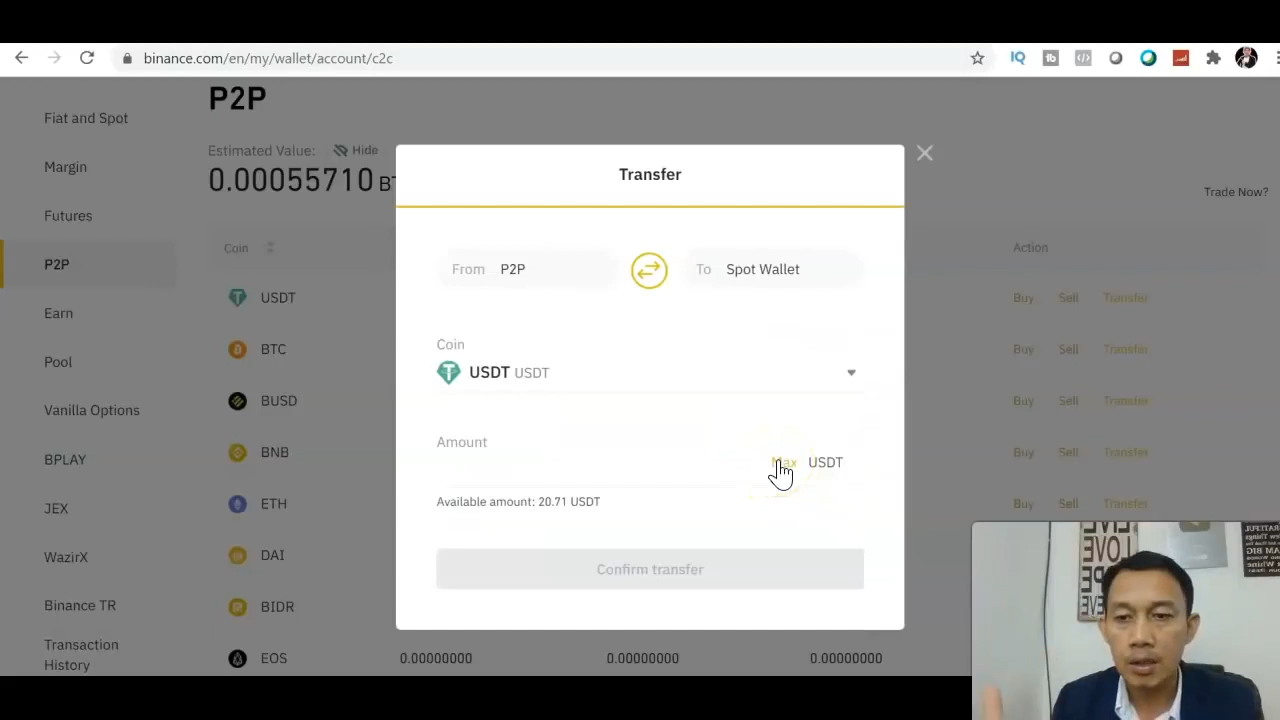 binance.com/en/my/wallet/account/c2c
P2P
Fiat and Spot
Margin
Futures
P2P
Earn
Pool
Vanilla Options
BPLAY
JEX
WazirX
Binance TR
Transaction
History
Estimated Value: Hide
0.00055710
Trade Now?
Coin
Action
USDT
Buy Sell Transfer
BTC
Buy Sell Transfer
BUSD
Buy Sell Transfer
BNB
Buy Sell Transfer
ETH
Buy Sell Transfer
DAI
BIDR
EOS 0.00000000 0.00000000 0.00000000
Transfer
From P2P
To Spot Wallet
Coin
USDT USDT
Amount
Max USDT
Available amount: 20.71 USDT
Confirm transfer
LIVE
LOVE